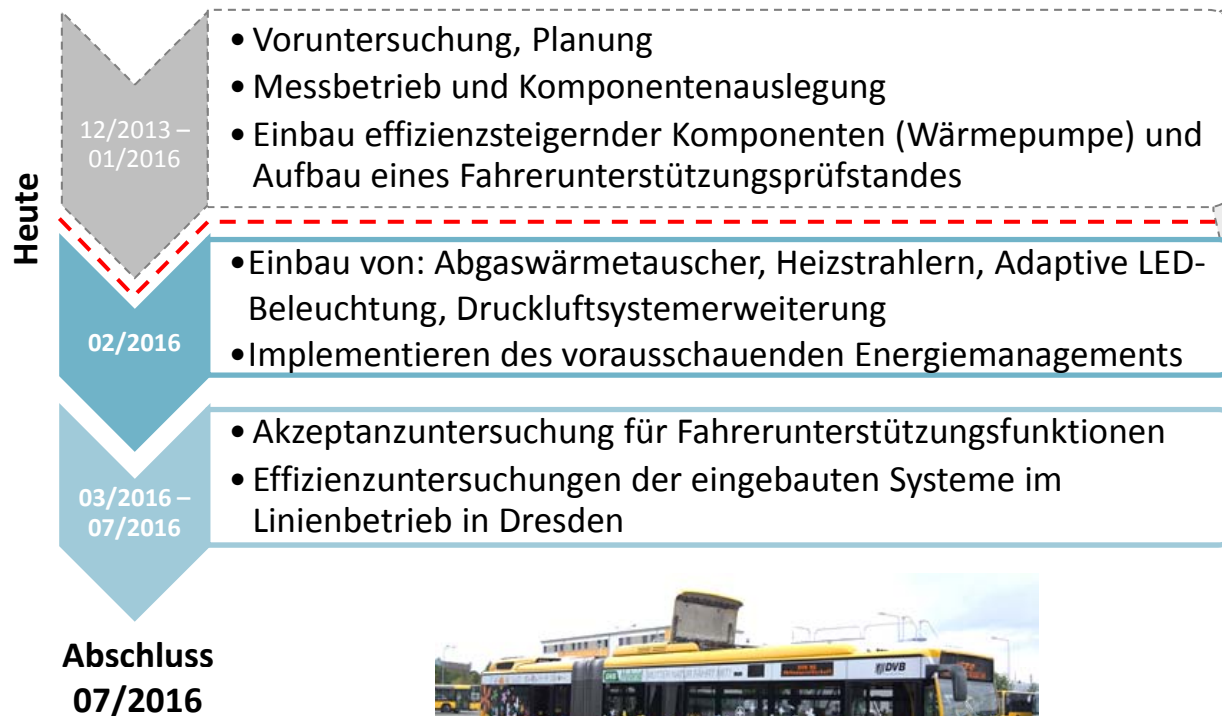 • Voruntersuchung, Planung
• Messbetrieb und Komponentenauslegung
• Einbau effizienzsteigernder Komponenten (Wärmepumpe) und
Aufbau eines Fahrerunterstützungsprüfstandes
12/2013 –
01/2016
Heute
•Einbau von: Abgaswärmetauscher, Heizstrahlern, Adaptive LED-
Beleuchtung, Druckluftsystemerweiterung
•Implementieren des vorausschauenden Energiemanagements
02/2016
• Akzeptanzuntersuchung für Fahrerunterstützungsfunktionen
• Effizienzuntersuchungen der eingebauten Systeme im
Linienbetrieb in Dresden
03/2016 –
07/2016
Abschluss
07/2016
DVB